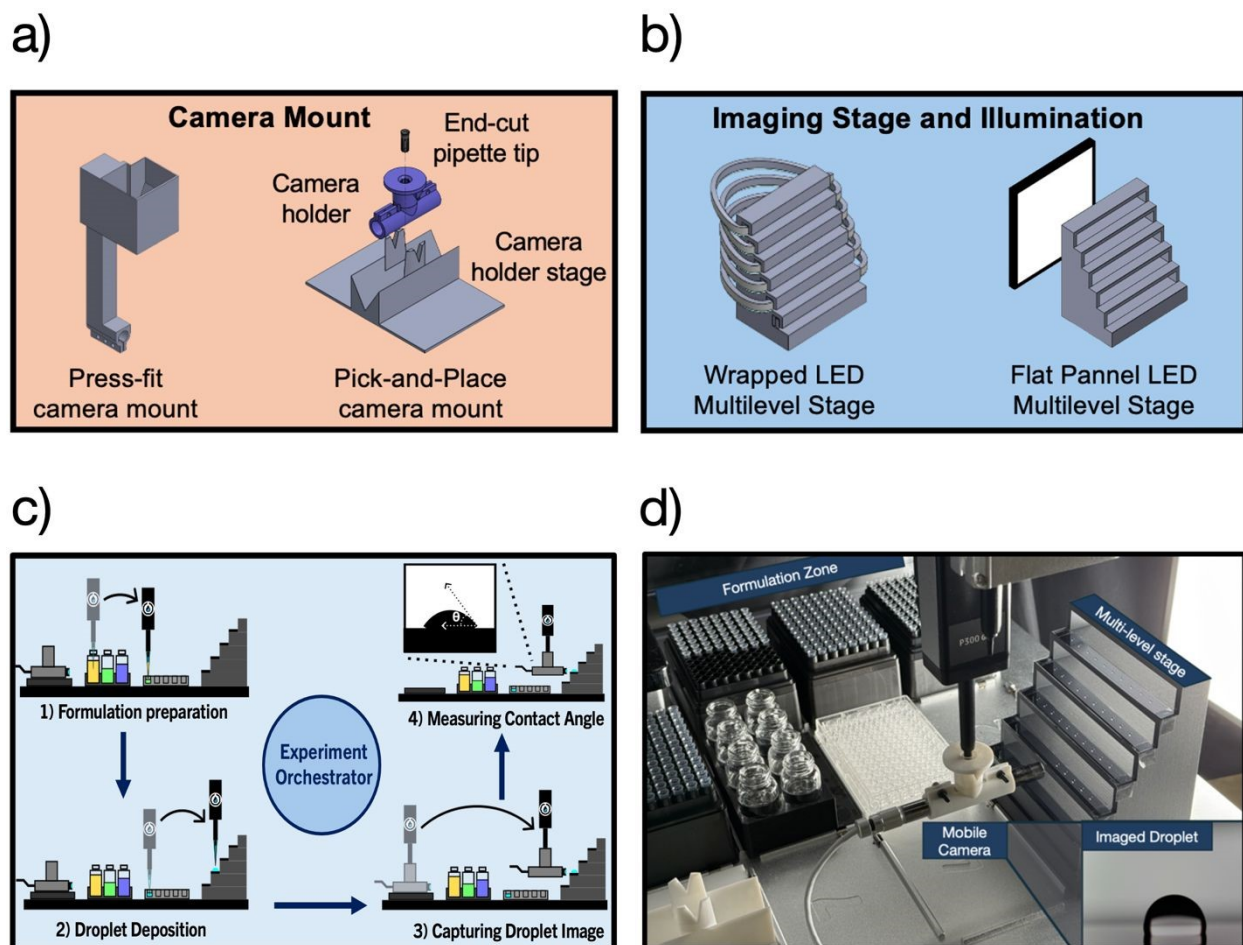 a)
Camera Mount
End-cut
pipette tip
Camera
holder
Camera
holder stage
Press-fit
camera mount
Pick-and-Place
camera mount
b)
Imaging Stage and Illumination
Wrapped LED
Multilevel Stage
Flat Pannel LED
Multilevel Stage
c)
θ
1) Formulation preparation
4) Measuring Contact Angle
Experiment
Orchestrator
2) Droplet Deposition
3) Capturing Droplet Image
d)
Formulation Zone
P300
Multi-level stage
Mobile
Camera
Imaged Droplet